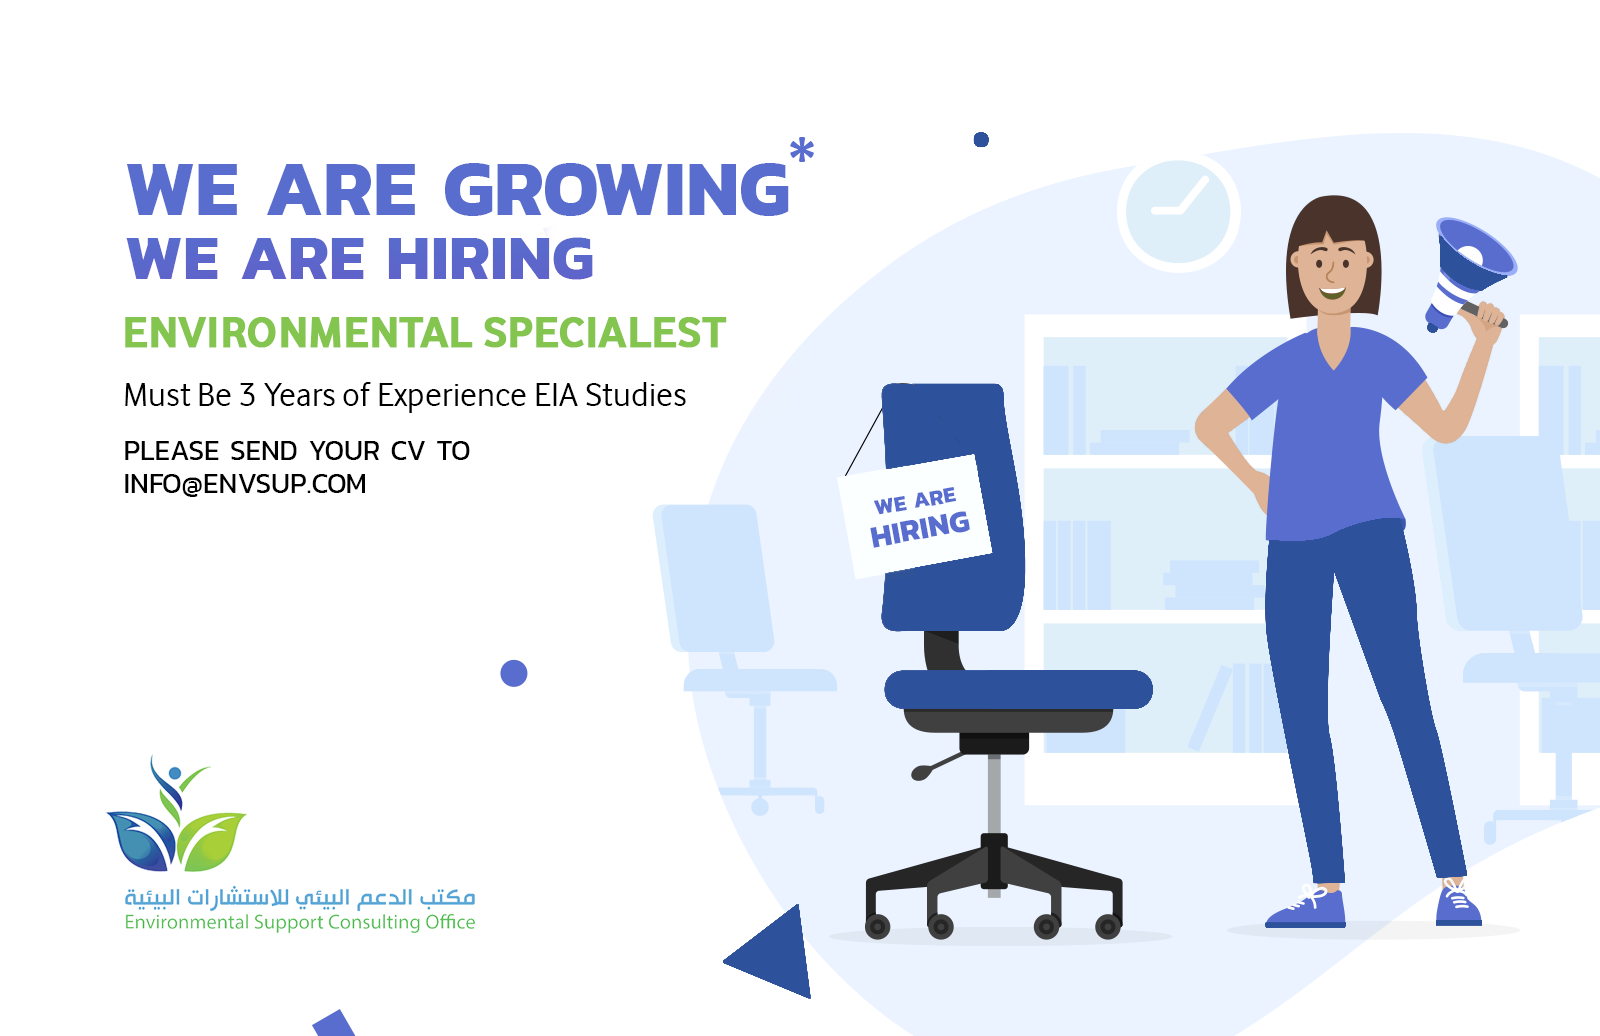 WE ARE GROWING*
WE ARE HIRING
ENVIRONMENTAL SPECIALEST
Must Be 3 Years of Experience EIA Studies
PLEASE SEND YOUR CV TO
INFO@ENVSUP.COM
WE ARE
HIRING
مكتب الدعم البيئي للاستشارات البيئية
Environmental Support Consulting Office